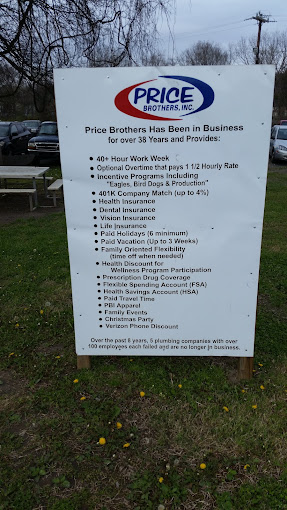 PRICE
BROTHERS, INC.
Price Brothers Has Been in Business
for over 38 Years and Provides:
• 40+ Hour Work Week
• Optional Overtime that pays 1 1/2 Hourly Rate
• Incentive Programs Including
"Eagles, Bird Dogs & Production"
• 401K Company Match (up to 4%)
• Health Insurance
• Dental Insurance
• Vision Insurance
• Life Insurance
• Paid Holidays (6 minimum)
• Paid Vacation (Up to 3 Weeks)
• Family Oriented Flexibility
(time off when needed)
• Health Discount for
Wellness Program Participation
• Prescription Drug Coverage
• Flexible Spending Account (FSA)
• Health Savings Account (HSA)
• Paid Travel Time
• PBI Apparel
• Family Events
• Christmas Party
• Verizon Phone Discount
Over the past 8 years, 5 plumbing companies with over
100 employees each failed and are no longer in business.